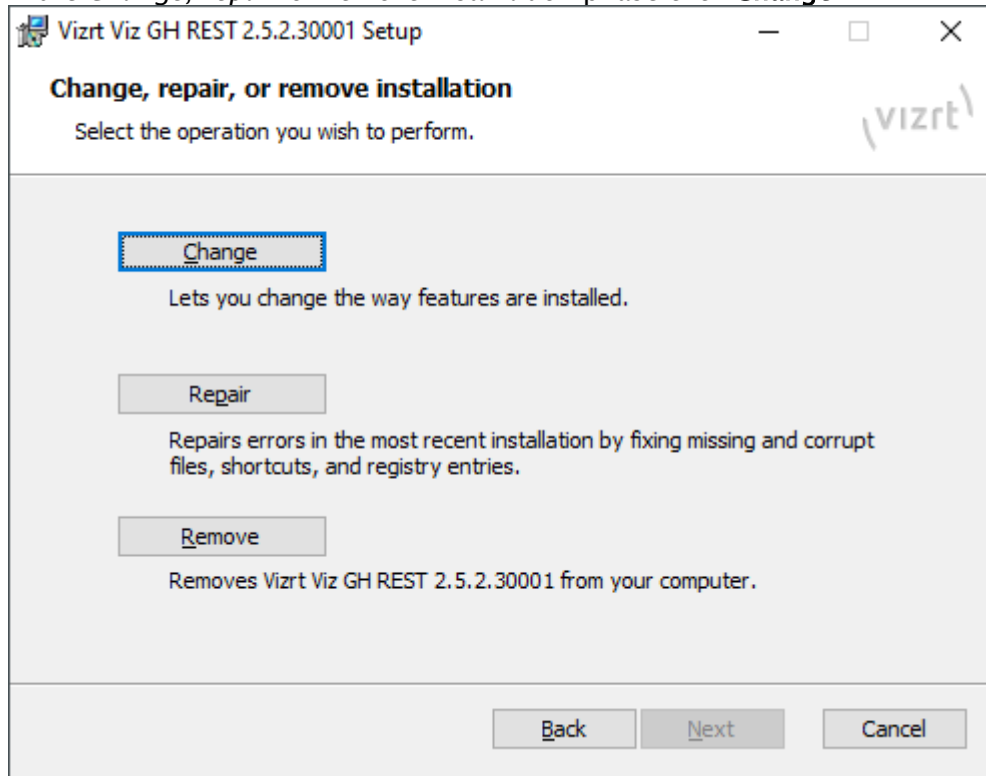 Vizrt Viz GH REST 2.5.2.30001 Setup
Change, repair, or remove installation
Select the operation you wish to perform.
vizrt
Change
Lets you change the way features are installed.
Repair
Repairs errors in the most recent installation by fixing missing and corrupt
files, shortcuts, and registry entries.
Remove
Removes Vizrt Viz GH REST 2.5.2.30001 from your computer.
Back Next Cancel